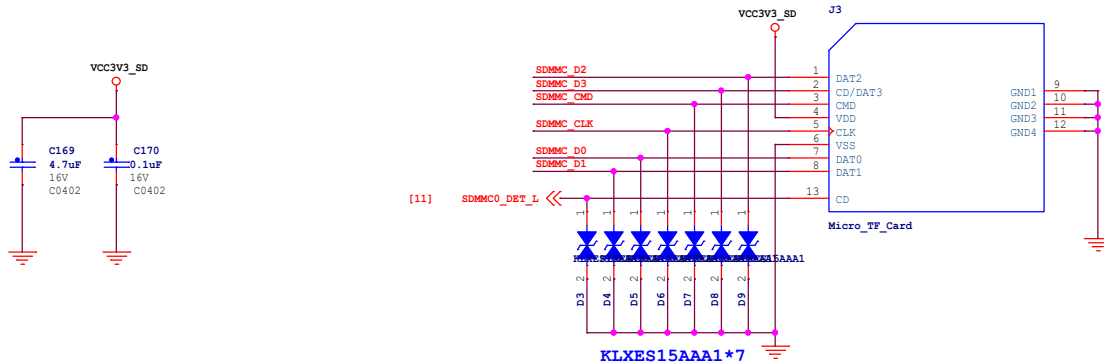 J3
VCC3V3_SD
VCC3V3_SD
SDMMC_D2
1
DAT2
SDMMC_D3
2
CD/DAT3
GND1
9
SDMMC_CMD
3
CMD
GND2
10
4
VDD
GND3
11
SDMMC_CLK
5
CLK
GND4
12
6
VSS
C169
4.7uF
16V
C0402
C170
0.1uF
16V
C0402
SDMMC_D0
7
DAT0
SDMMC_D1
8
DAT1
[11]
SDMMC0_DET_L
13
CD
Micro_TF_Card
1
1
1
1
1
1
1
2
2
2
2
2
2
2
D3
D4
D5
D6
D7
D8
D9
KLXES15AAA1*7